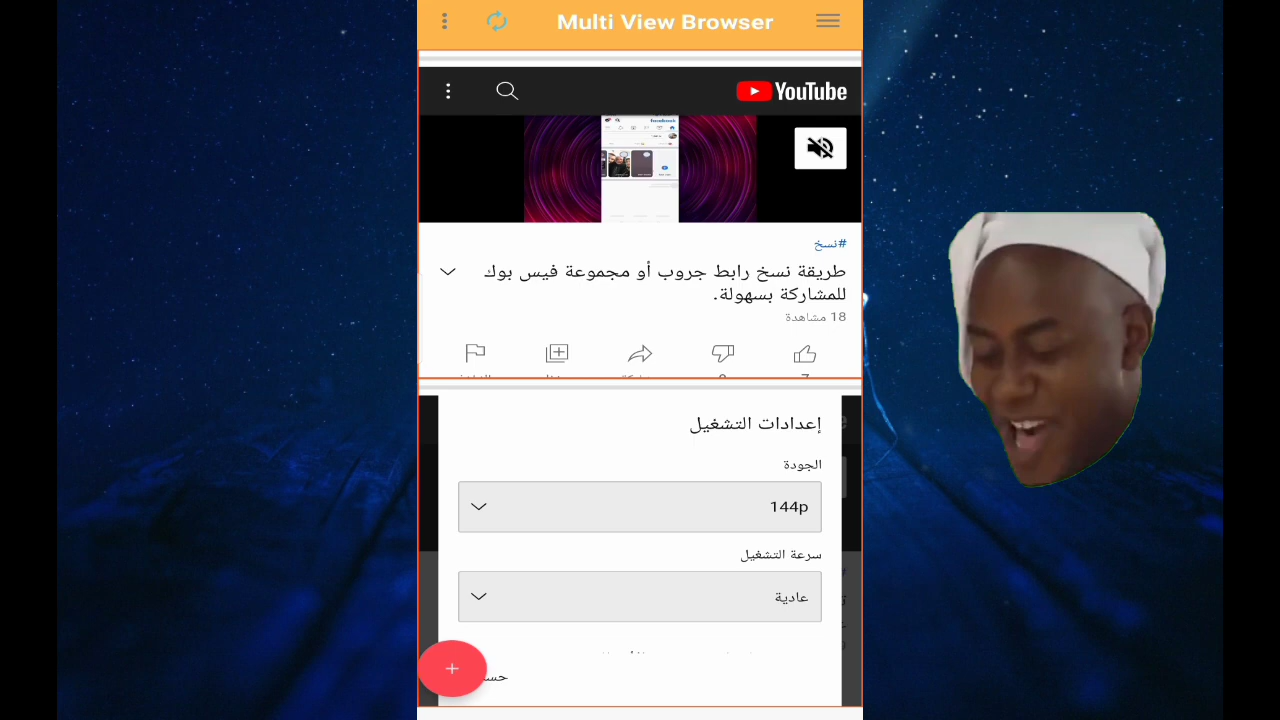 Multi View Browser
YouTube
facebook
#نسخ
طريقة نسخ رابط جروب أو مجموعة فيس بوك
للمشاركة بسهولة.
18 مشاهدة
إعدادات التشغيل
الجودة
144p
سرعة التشغيل
عادية